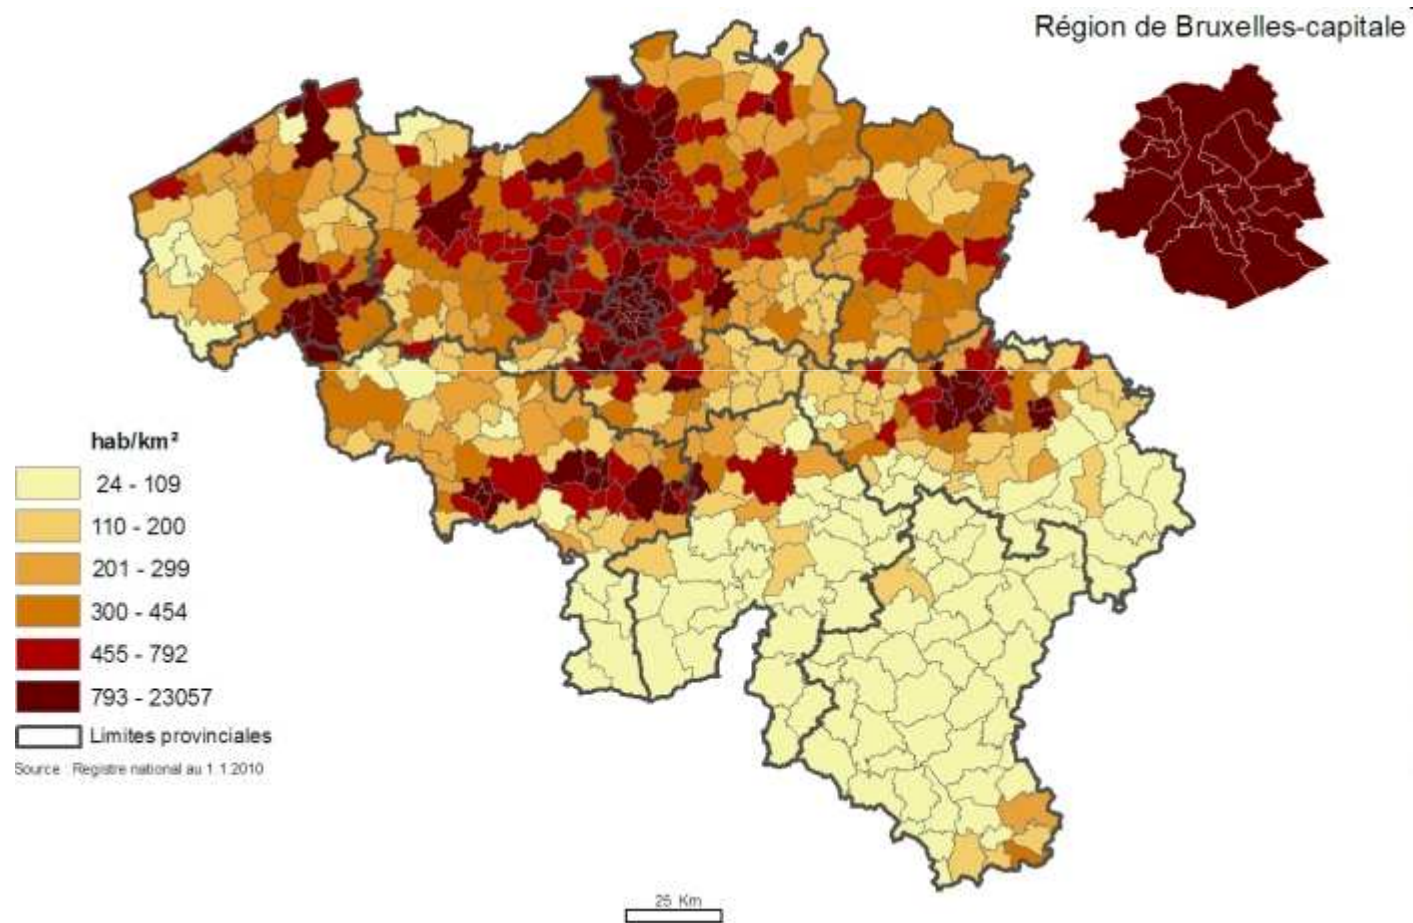 Région de Bruxelles-capitale
hab/km²
24 - 109
110 - 200
201 - 299
300 - 454
455 - 792
793 - 23057
Limites provinciales
Source : Registre national au 1.1.2010
25 Km